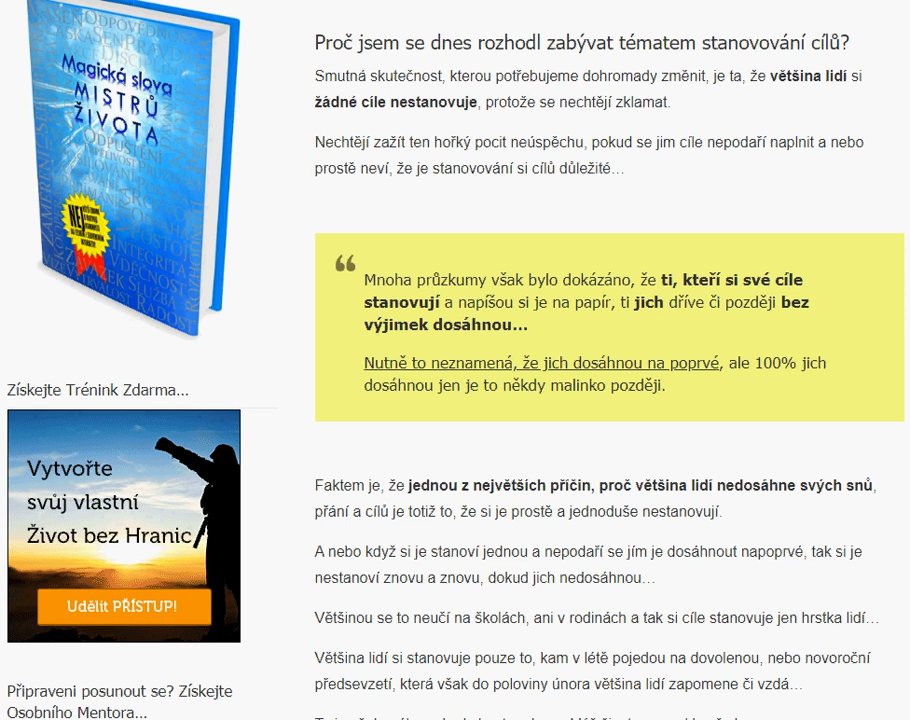 Magická slova
MISTRŮ
ŽIVOTA
ODPUŠTĚNÍ
INTEGRITA
VDĚČNOST
SLUŽBA
RADOST
NEJ
Získejte Trénink Zdarma...
Vytvořte
svůj vlastní
Život bez Hranic
Udělit PŘÍSTUP!
Připraveni posunout se? Získejte
Osobního Mentora...
Proč jsem se dnes rozhodl zabývat tématem stanovování cílů?
Smutná skutečnost, kterou potřebujeme dohromady změnit, je ta, že většina lidí si
žádné cíle nestanovuje, protože se nechtějí zklamat.
Nechtějí zažít ten hořký pocit neúspěchu, pokud se jim cíle nepodaří naplnit a nebo
prostě neví, že je stanovování si cílů důležité…
“
Mnoha průzkumy však bylo dokázáno, že ti, kteří si své cíle
stanovují a napíšou si je na papír, ti jich dříve či později bez
výjimek dosáhnou…
Nutně to neznamená, že jich dosáhnou na poprvé, ale 100% jich
dosáhnou jen je to někdy malinko později.
Faktem je, že jednou z největších příčin, proč většina lidí nedosáhne svých snů,
přání a cílů je totiž to, že si je prostě a jednoduše nestanovují.
A nebo když si je stanoví jednou a nepodaří se jím je dosáhnout napoprvé, tak si je
nestanoví znovu a znovu, dokud jich nedosáhnou…
Většinou se to neučí na školách, ani v rodinách a tak si cíle stanovuje jen hrstka lidí…
Většina lidí si stanovuje pouze to, kam v létě pojedou na dovolenou, nebo novoroční
předsevzetí, která však do poloviny února většina lidí zapomene či vzdá…